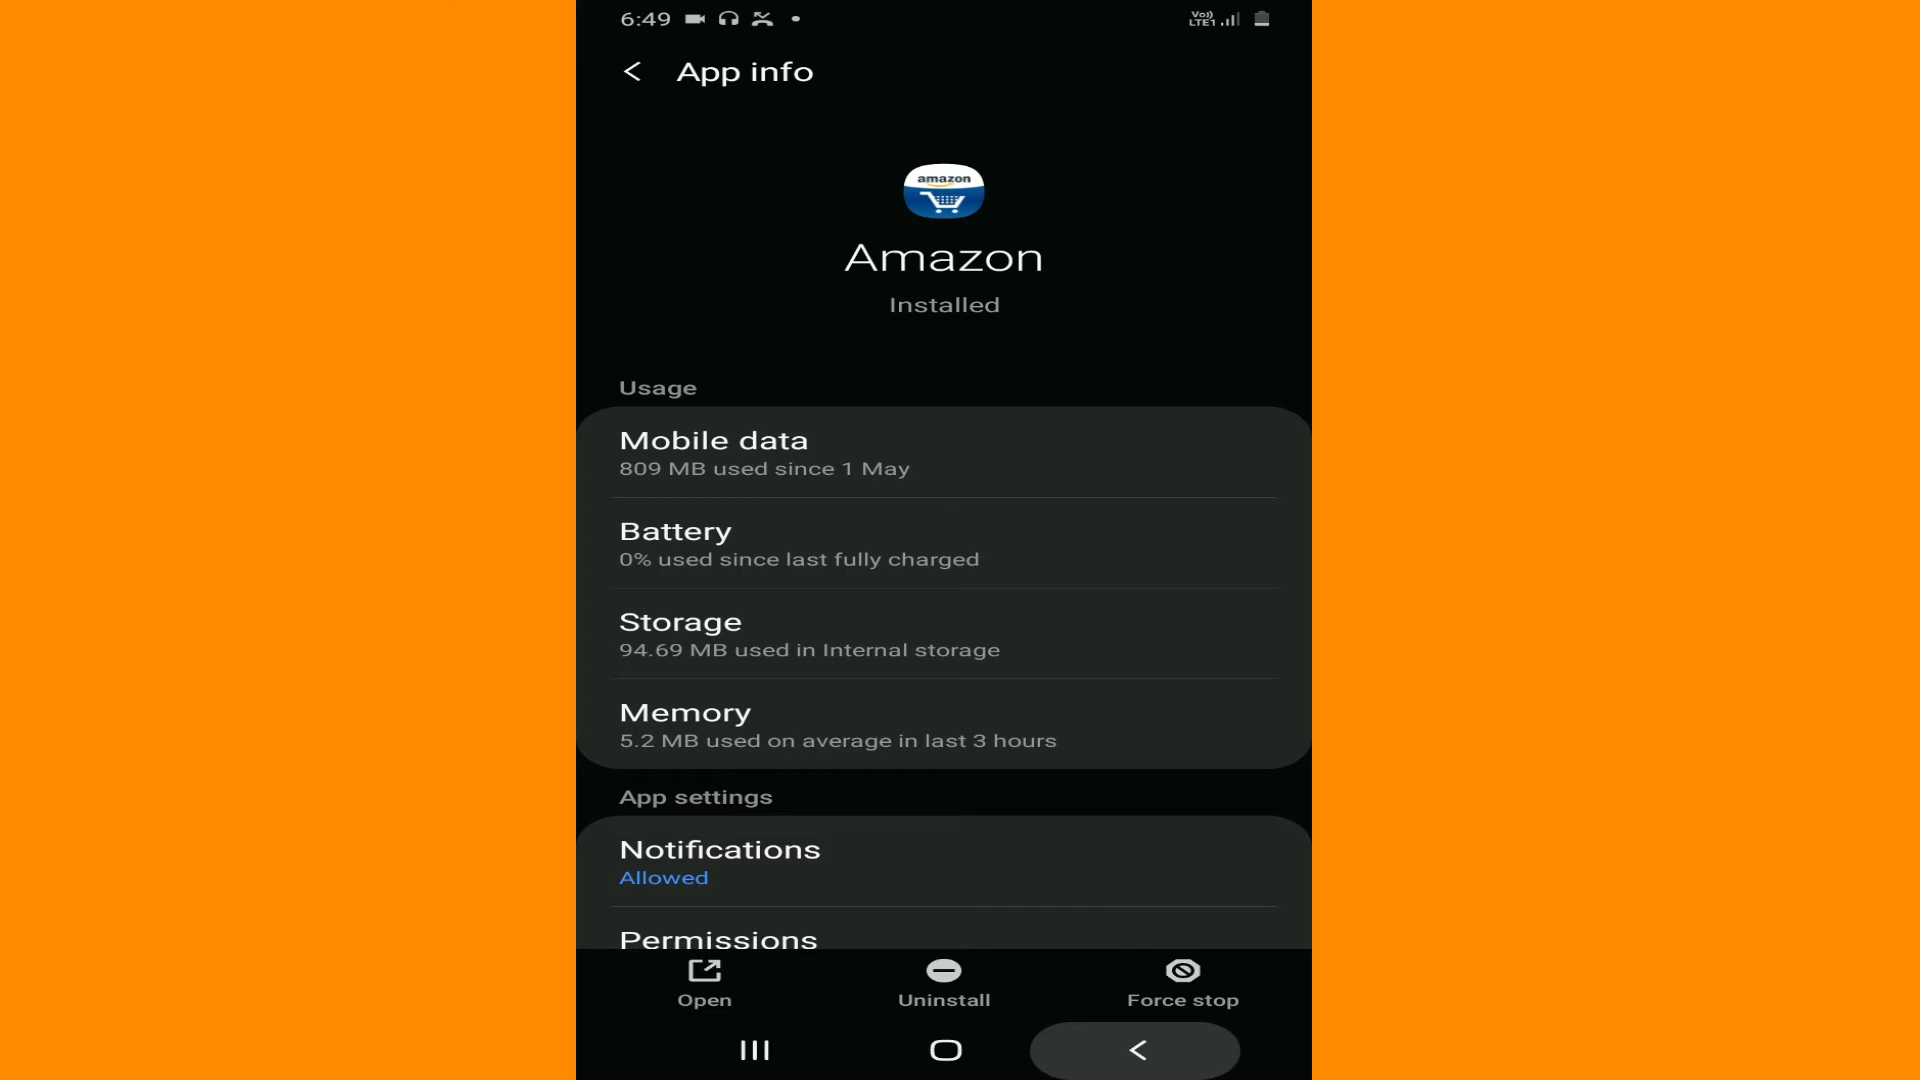 6:49
Vo)) LTE1
App info
amazon
Amazon
Installed
Usage
Mobile data
809 MB used since 1 May
Battery
0% used since last fully charged
Storage
94.69 MB used in Internal storage
Memory
5.2 MB used on average in last 3 hours
App settings
Notifications
Allowed
Permissions
Open Uninstall Force stop